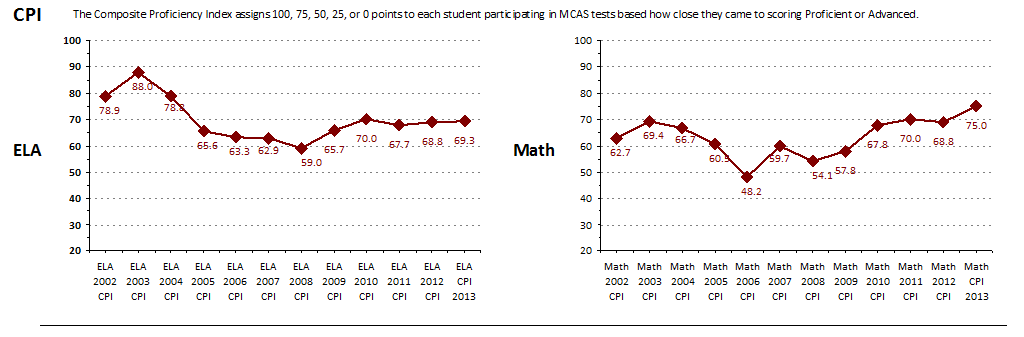 CPI The Composite Proficiency Index assigns 100, 75, 50, 25, or 0 points to each student participating in MCAS tests based how close they came to scoring Proficient or Advanced.
ELA
100
90
80
70
60
50
40
30
20
78.9 88.0 78.8 65.6 63.3 62.9 59.0 65.7 70.0 67.7 68.8 69.3
ELA ELA ELA ELA ELA ELA ELA ELA ELA ELA ELA ELA
2002 2003 2004 2005 2006 2007 2008 2009 2010 2011 2012 CPI
CPI CPI CPI CPI CPI CPI CPI CPI CPI CPI CPI 2013
Math
100
90
80
70
60
50
40
30
20
62.7 69.4 66.7 60.9 48.2 59.7 54.1 57.8 67.8 70.0 68.8 75.0
Math Math Math Math Math Math Math Math Math Math Math Math
2002 2003 2004 2005 2006 2007 2008 2009 2010 2011 2012 CPI
CPI CPI CPI CPI CPI CPI CPI CPI CPI CPI CPI 2013